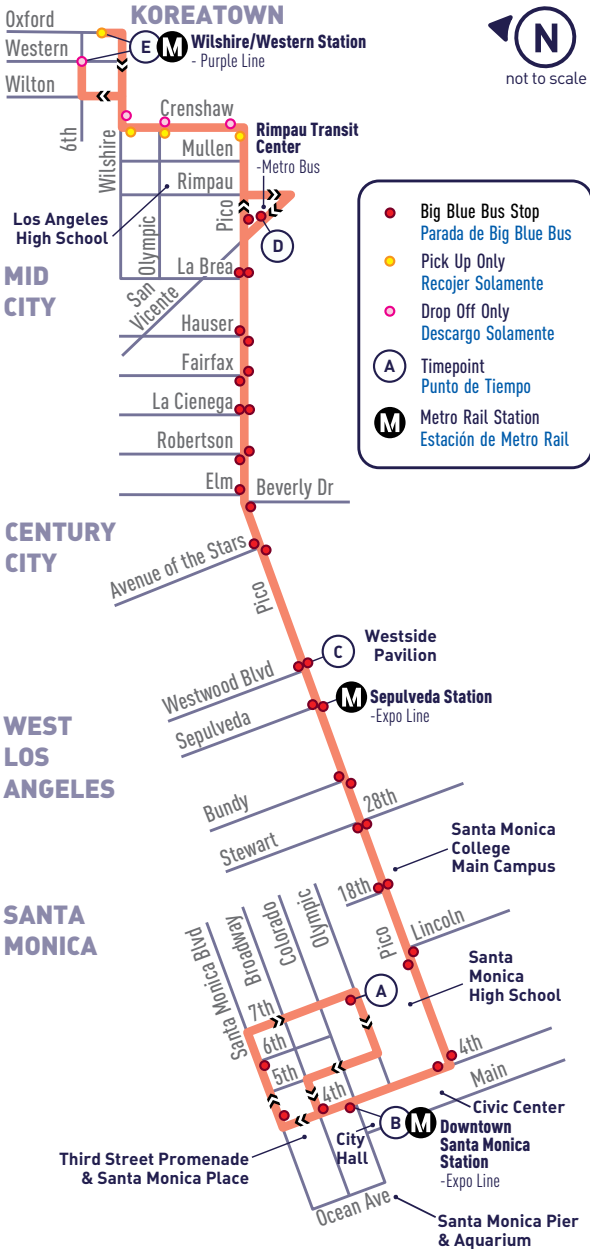 KOREATOWN
Oxford
Western
Wilton
E
M
Wilshire/Western Station
- Purple Line
N
not to scale
6th
Wilshire
Crenshaw
Mullen
Rimpau
Olympic
Pico
Rimpau Transit
Center
-Metro Bus
D
Los Angeles
High School
MID
CITY
La Brea
San
Vicente
Hauser
Fairfax
La Cienega
Robertson
Elm
Beverly Dr
Big Blue Bus Stop
Parada de Big Blue Bus
Pick Up Only
Recojer Solamente
Drop Off Only
Descargo Solamente
A
Timepoint
Punto de Tiempo
M
Metro Rail Station
Estación de Metro Rail
CENTURY
CITY
Avenue of the Stars
Pico
C
Westside
Pavilion
Westwood Blvd
Sepulveda
M
Sepulveda Station
-Expo Line
WEST
LOS
ANGELES
Bundy
Stewart
28th
Santa Monica
College
Main Campus
18th
SANTA
MONICA
Santa Monica Blvd
Broadway
Colorado
Olympic
Pico
Lincoln
Santa
Monica
High School
A
7th
6th
5th
4th
4th
Main
Civic Center
B
M
Downtown
Santa Monica
Station
-Expo Line
City
Hall
Third Street Promenade
& Santa Monica Place
Ocean Ave
Santa Monica Pier
& Aquarium